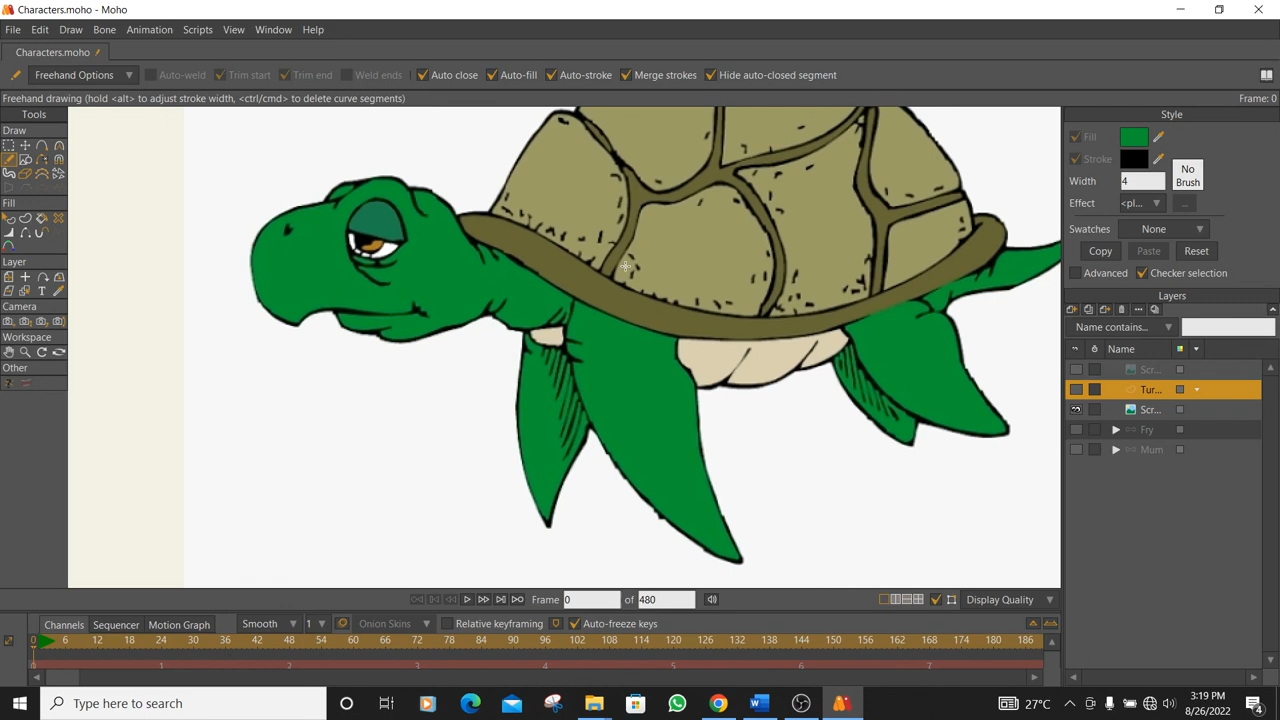 Characters.moho - Moho
File Edit Draw Bone Animation Scripts View Window Help
Characters.moho
Freehand Options Auto-weld Trim start Trim end Weld ends Auto close Auto-fill Auto-stroke Merge strokes Hide auto-closed segment
Freehand drawing (hold <alt> to adjust stroke width, <ctrl/cmd> to delete curve segments) Frame: 0
Tools
Draw
Fill
Layer
Camera
Workspace
Other
Style
Fill
Stroke
Width 4
No Brush
Effect <pl... ...
Swatches None
Copy Paste Reset
Advanced Checker selection
Layers
Name contains...
Name
Scr...
Tur...
Scr...
Fry
Mum
Frame 0 of 480 Display Quality
Channels Sequencer Motion Graph Smooth 1 Onion Skins Relative keyframing Auto-freeze keys
0 6 12 18 24 30 36 42 48 54 60 66 72 78 84 90 96 102 108 114 120 126 132 138 144 150 156 162 168 174 180 186
0 1 2 3 4 5 6 7
Type here to search
27°C
3:19 PM
8/26/2022
4